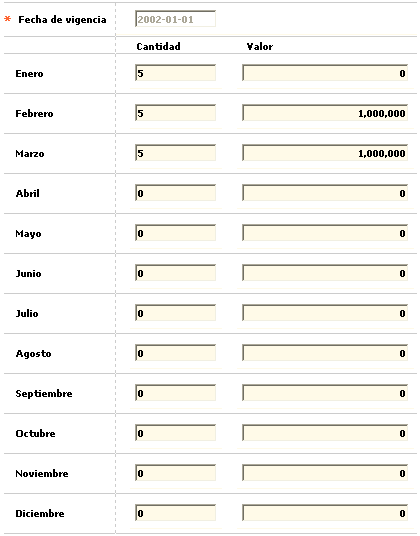 * Fecha de vigencia 2002-01-01
Cantidad Valor
Enero 5 0
Febrero 5 1,000,000
Marzo 5 1,000,000
Abril 0 0
Mayo 0 0
Junio 0 0
Julio 0 0
Agosto 0 0
Septiembre 0 0
Octubre 0 0
Noviembre 0 0
Diciembre 0 0